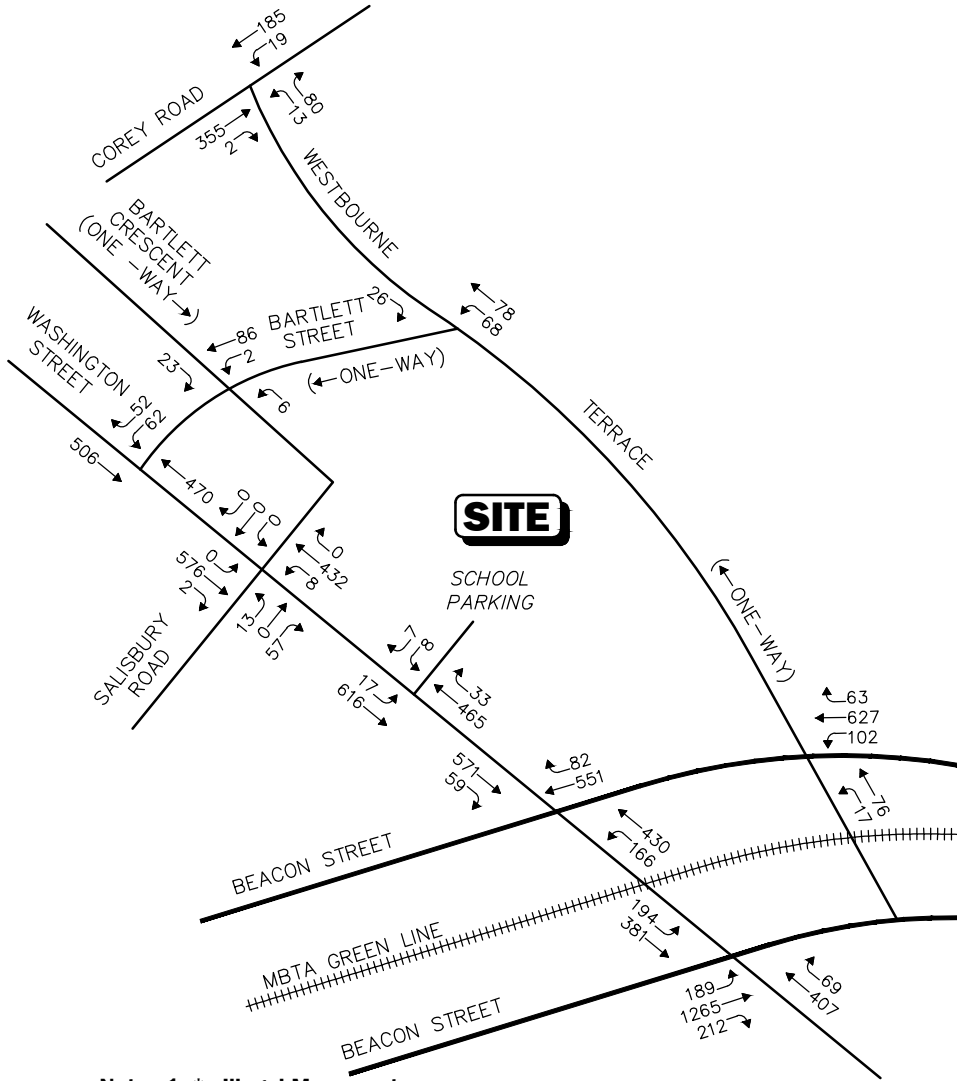 185
19
80
13
355
2
COREY ROAD
WESTBOURNE
BARTLETT
CRESCENT
(ONE -WAY→)
26
78
68
BARTLETT
STREET
(←ONE-WAY)
86
2
23
6
WASHINGTON
STREET
52
62
506
470
0
0
0
0
432
8
0
576
2
13
0
57
SALISBURY
ROAD
TERRACE
SITE
SCHOOL
PARKING
7
8
17
616
33
465
(←ONE-WAY)
63
627
102
571
59
82
551
76
17
430
166
BEACON STREET
194
381
MBTA GREEN LINE
189
1265
212
69
407
BEACON STREET